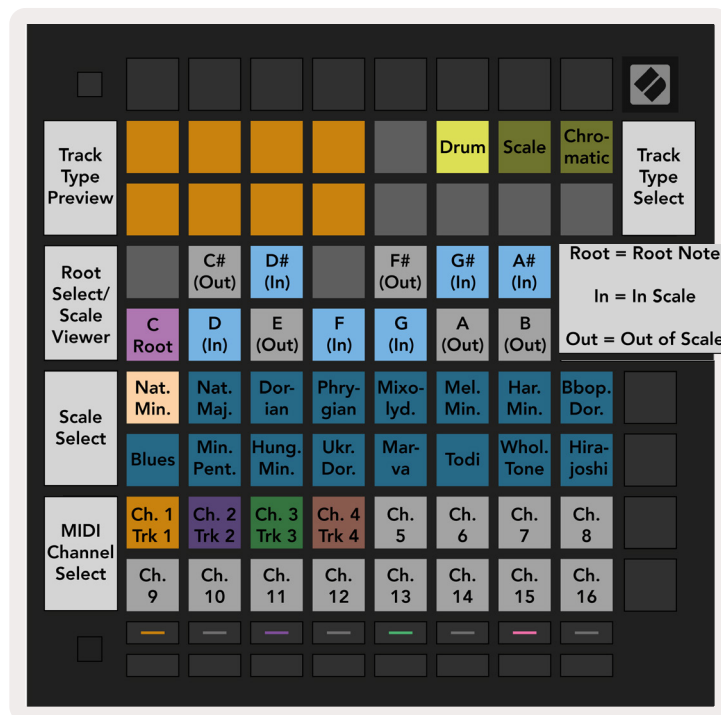 Track
Type
Preview
Drum
Scale
Chro-
matic
Track
Type
Select
Root
Select/
Scale
Viewer
C#
(Out)
D#
(In)
F#
(Out)
G#
(In)
A#
(In)
C
Root
D
(In)
E
(Out)
F
(In)
G
(In)
A
(Out)
B
(Out)
Root = Root Note
In = In Scale
Out = Out of Scale
Scale
Select
Nat.
Min.
Nat.
Maj.
Dor-
ian
Phry-
gian
Mixo-
lyd.
Mel.
Min.
Har.
Min.
Bbop.
Dor.
Blues
Min.
Pent.
Hung.
Min.
Ukr.
Dor.
Mar-
va
Todi
Whol.
Tone
Hira-
joshi
MIDI
Channel
Select
Ch. 1
Trk 1
Ch. 2
Trk 2
Ch. 3
Trk 3
Ch. 4
Trk 4
Ch.
5
Ch.
6
Ch.
7
Ch.
8
Ch.
9
Ch.
10
Ch.
11
Ch.
12
Ch.
13
Ch.
14
Ch.
15
Ch.
16